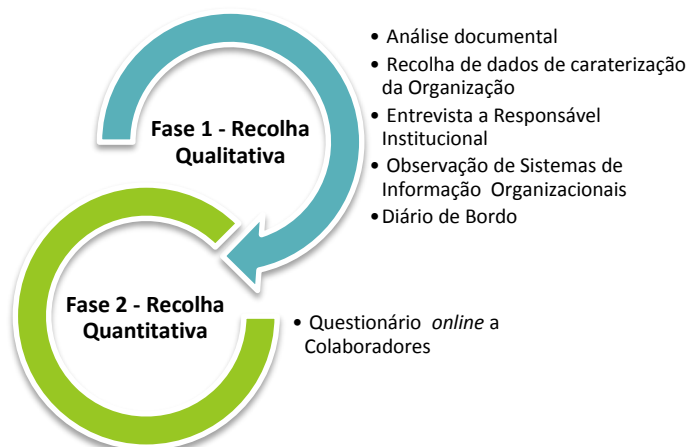 Fase 1 - Recolha
Qualitativa
• Análise documental
• Recolha de dados de caraterização
da Organização
• Entrevista a Responsável
Institucional
• Observação de Sistemas de
Informação Organizacionais
• Diário de Bordo
Fase 2 - Recolha
Quantitativa
• Questionário online a
Colaboradores